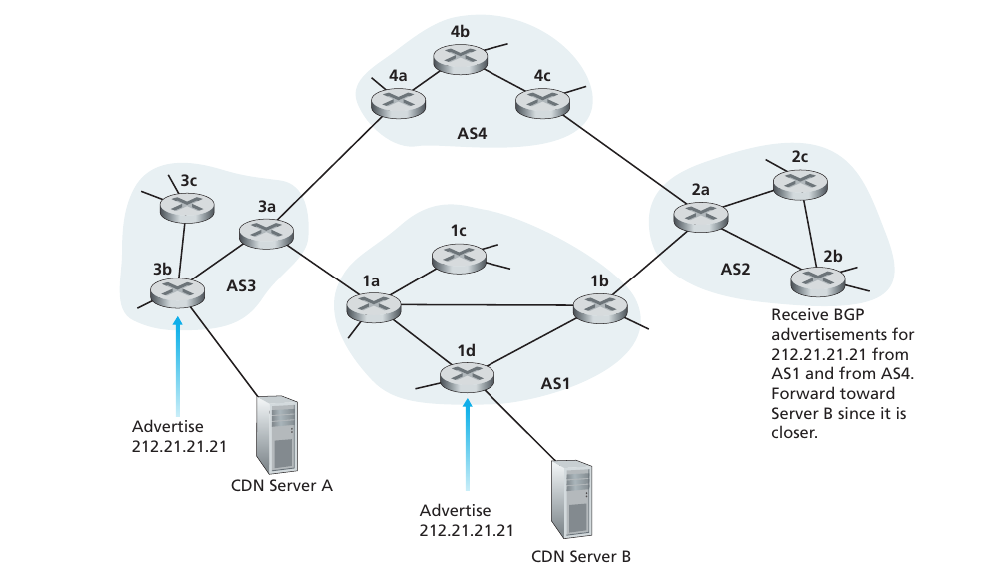 4b
4a
4c
AS4
2c
3c
2a
3a
1c
2b
3b
AS3
1a
1b
AS2
Receive BGP
advertisements for
212.21.21.21 from
AS1 and from AS4.
Forward toward
Server B since it is
closer.
1d
AS1
Advertise
212.21.21.21
CDN Server A
Advertise
212.21.21.21
CDN Server B